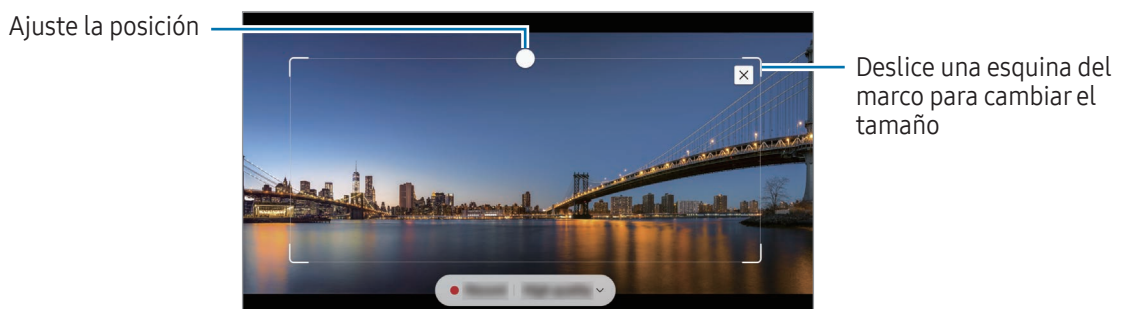 Ajuste la posición
Deslice una esquina del
marco para cambiar el
tamaño